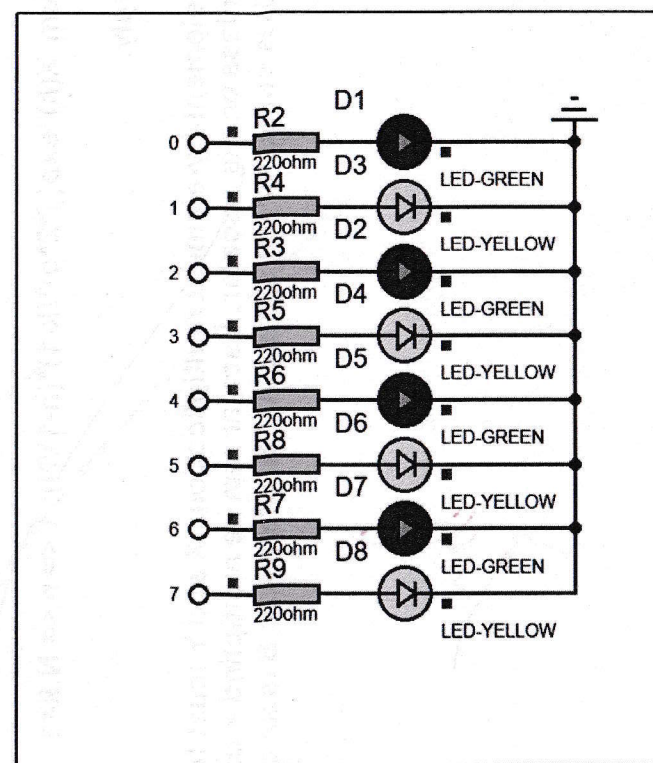 D1
R2
0
220ohm
D3
LED-GREEN
R4
1
220ohm
D2
LED-YELLOW
R3
2
220ohm
D4
LED-GREEN
R5
3
220ohm
D5
LED-YELLOW
R6
4
220ohm
D6
LED-GREEN
R8
5
220ohm
D7
LED-YELLOW
R7
6
220ohm
D8
LED-GREEN
R9
7
220ohm
LED-YELLOW